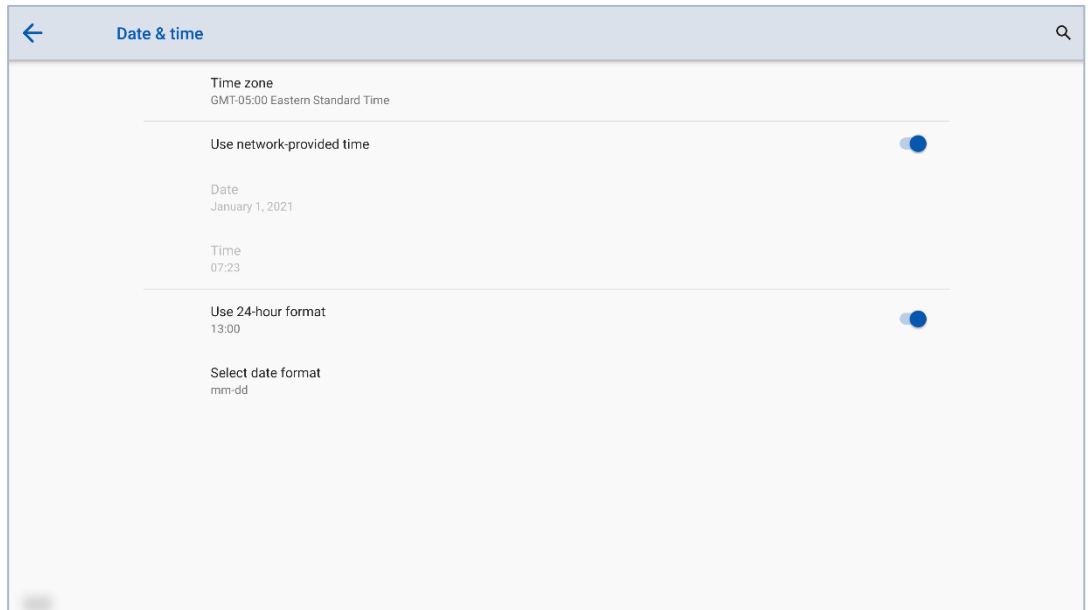 Date & time
Time zone
GMT-05:00 Eastern Standard Time
Use network-provided time
Date
January 1, 2021
Time
07:23
Use 24-hour format
13:00
Select date format
mm-dd